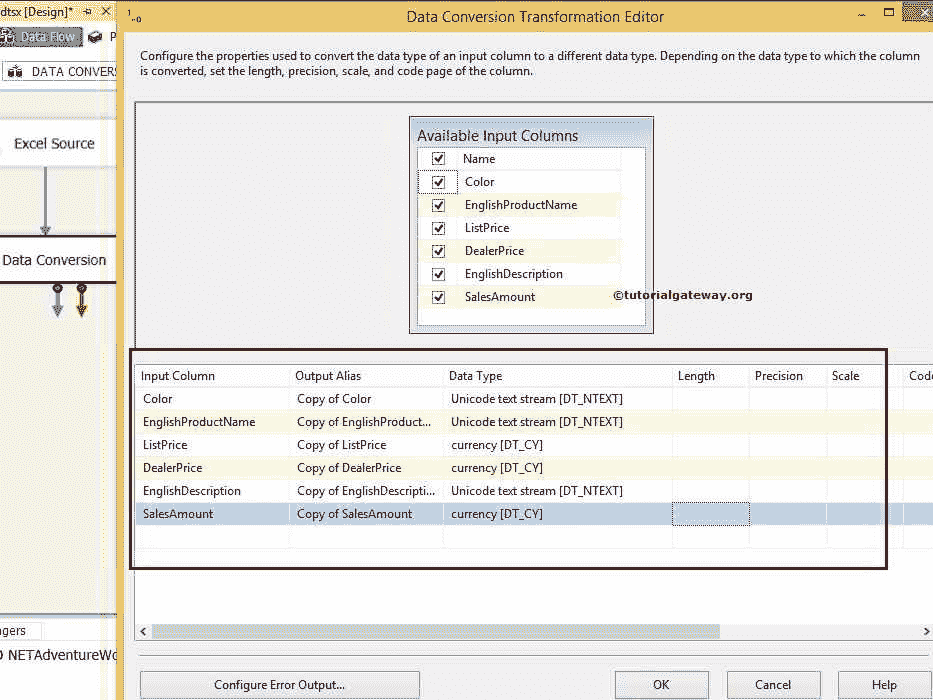 dtsx [Design]*
Data Conversion Transformation Editor
Data Flow
DATA CONVERS
Configure the properties used to convert the data type of an input column to a different data type. Depending on the data type to which the column
is converted, set the length, precision, scale, and code page of the column.
Excel Source
Data Conversion
Available Input Columns
Name
Color
EnglishProductName
ListPrice
DealerPrice
EnglishDescription
SalesAmount
©tutorialgateway.org
Input Column Output Alias Data Type Length Precision Scale Code
Color Copy of Color Unicode text stream [DT_NTEXT]
EnglishProductName Copy of EnglishProduct... Unicode text stream [DT_NTEXT]
ListPrice Copy of ListPrice currency [DT_CY]
DealerPrice Copy of DealerPrice currency [DT_CY]
EnglishDescription Copy of EnglishDescripti... Unicode text stream [DT_NTEXT]
SalesAmount Copy of SalesAmount currency [DT_CY]
agers
NETAdventureWo
Configure Error Output... OK Cancel Help